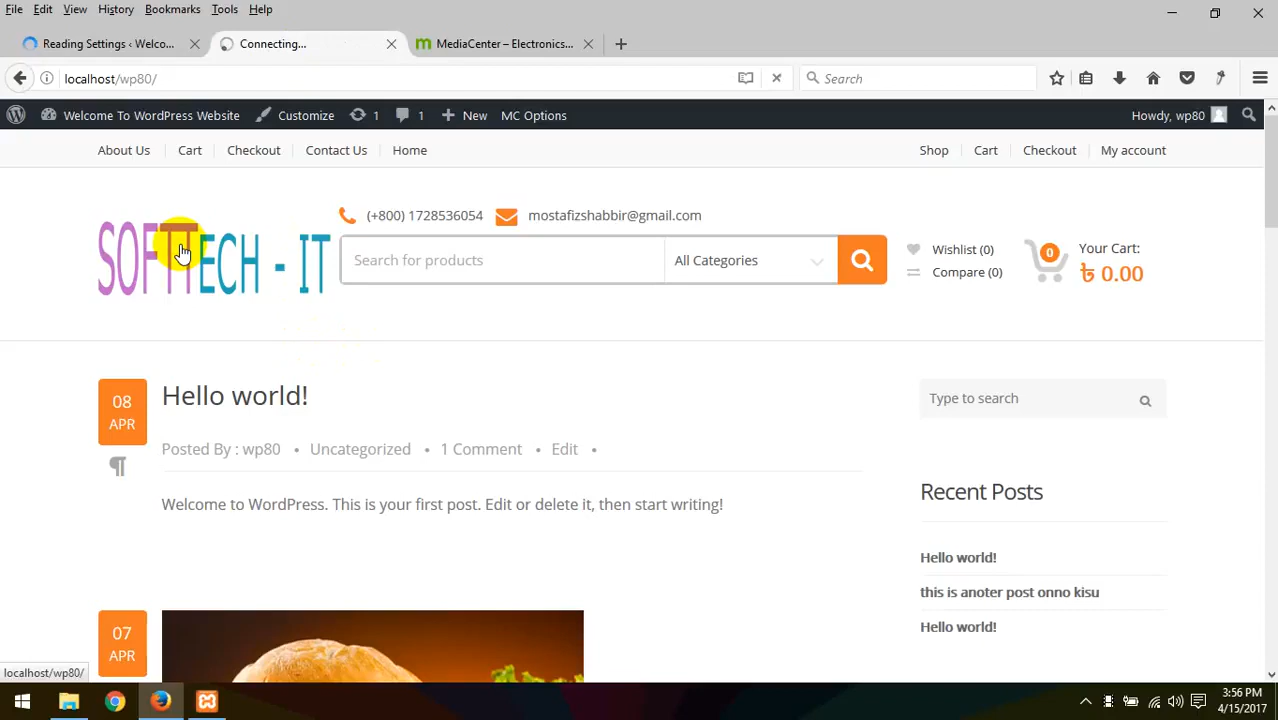 File Edit View History Bookmarks Tools Help
Reading Settings ‹ Welco... Connecting... MediaCenter – Electronics...
localhost/wp80/ Search
Welcome To WordPress Website Customize 1 1 New MC Options Howdy, wp80
About Us Cart Checkout Contact Us Home Shop Cart Checkout My account
(+800) 1728536054 mostafizshabbir@gmail.com
SOFTTECH - IT
Search for products All Categories
Wishlist (0)
Compare (0)
0
Your Cart:
৳ 0.00
08
APR
Hello world!
Posted By : wp80 • Uncategorized • 1 Comment • Edit •
Welcome to WordPress. This is your first post. Edit or delete it, then start writing!
Type to search
Recent Posts
Hello world!
this is anoter post onno kisu
Hello world!
07
APR
localhost/wp80/
3:56 PM
4/15/2017